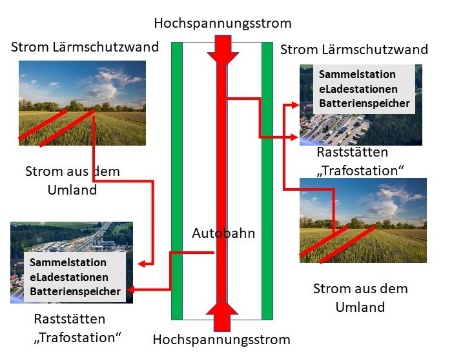 Hochspannungsstrom
Strom Lärmschutzwand
Strom Lärmschutzwand
Sammelstation
eLadestationen
Batterienspeicher
Raststätten
„Trafostation“
Strom aus dem
Umland
Autobahn
Sammelstation
eLadestationen
Batterienspeicher
Strom aus dem
Umland
Raststätten
„Trafostation“
Hochspannungsstrom